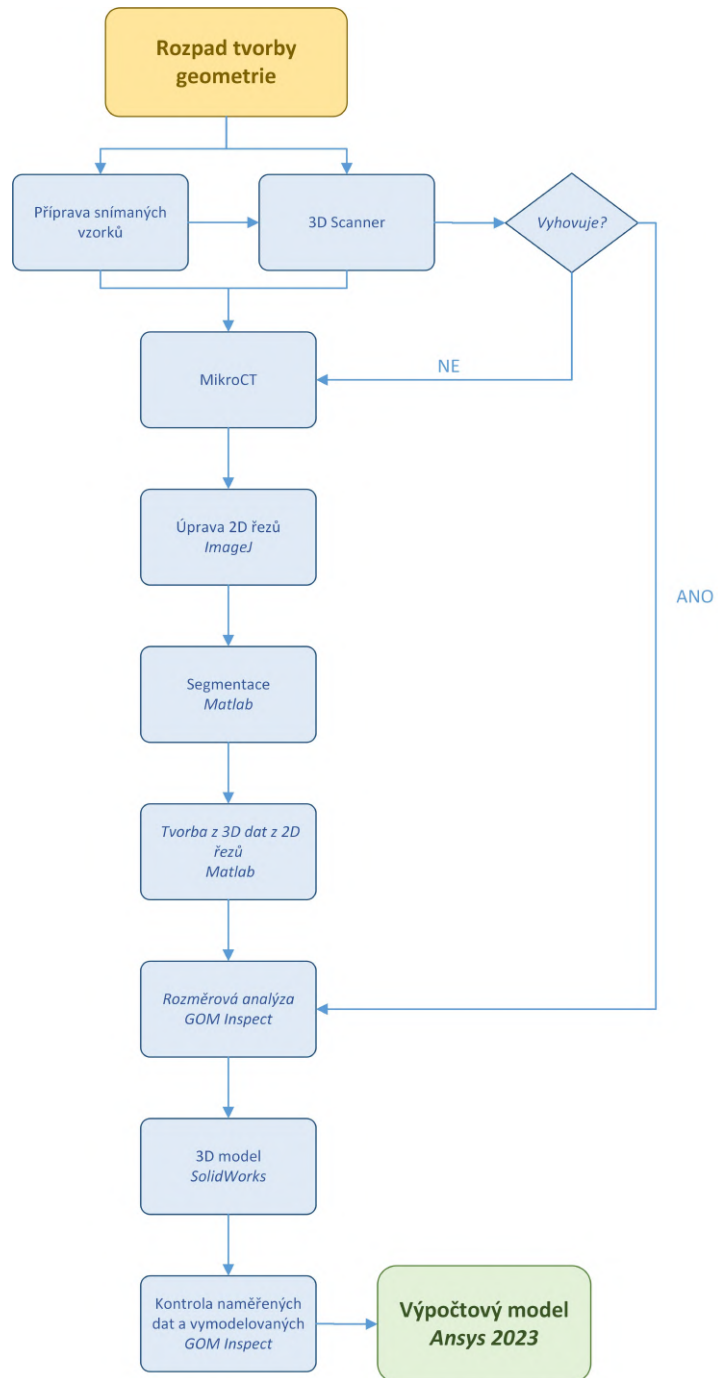 Rozpad tvorby
geometrie
Příprava snímaných
vzorků
3D Scanner
Vyhovuje?
MikroCT
NE
Úprava 2D řezů
ImageJ
ANO
Segmentace
Matlab
Tvorba z 3D dat z 2D
řezů
Matlab
Rozměrová analýza
GOM Inspect
3D model
SolidWorks
Kontrola naměřených
dat a vymodelovaných
GOM Inspect
Výpočtový model
Ansys 2023